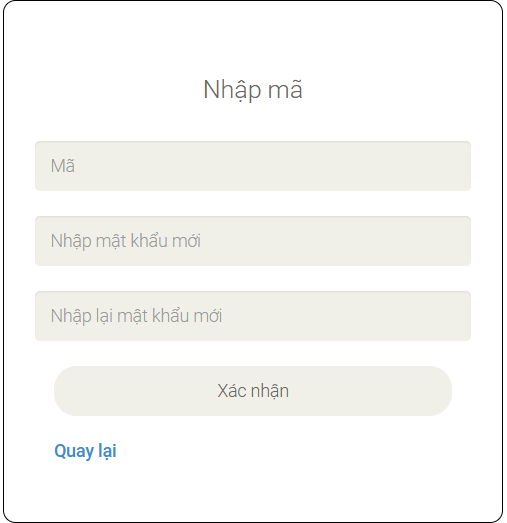 Nhập mã
Mã
Nhập mật khẩu mới
Nhập lại mật khẩu mới
Xác nhận
Quay lại